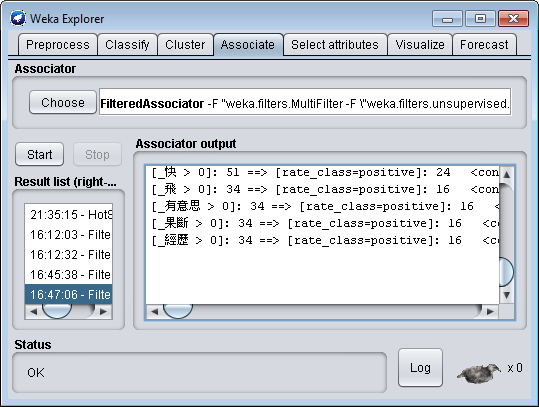 Weka Explorer
Preprocess Classify Cluster Associate Select attributes Visualize Forecast
Associator
Choose FilteredAssociator -F "weka.filters.MultiFilter -F \"weka.filters.unsupervised.
Start Stop
Associator output
[_快 > 0]: 51 ==> [rate_class=positive]: 24 <con
[_飛 > 0]: 34 ==> [rate_class=positive]: 16 <con
[_有意思 > 0]: 34 ==> [rate_class=positive]: 16 <c
[_果斷 > 0]: 34 ==> [rate_class=positive]: 16 <co
[_經歷 > 0]: 34 ==> [rate_class=positive]: 16 <co
Result list (right-...
21:35:15 - HotS
16:12:03 - Filte
16:12:32 - Filte
16:45:38 - Filte
16:47:06 - Filte
Status
OK
Log
x 0